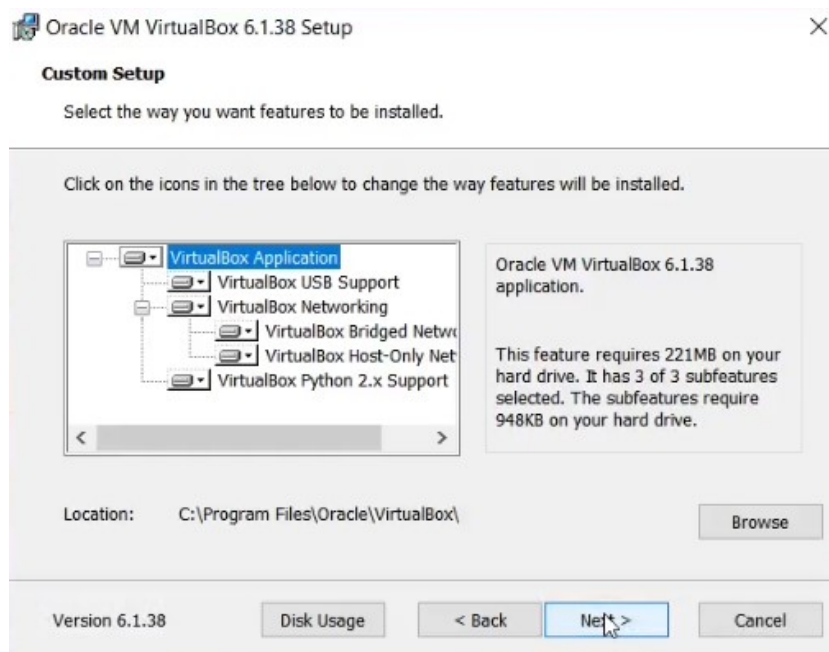 Oracle VM VirtualBox 6.1.38 Setup
Custom Setup
Select the way you want features to be installed.
Click on the icons in the tree below to change the way features will be installed.
VirtualBox Application
VirtualBox USB Support
VirtualBox Networking
VirtualBox Bridged Netwo
VirtualBox Host-Only Net
VirtualBox Python 2.x Support
Oracle VM VirtualBox 6.1.38
application.
This feature requires 221MB on your
hard drive. It has 3 of 3 subfeatures
selected. The subfeatures require
948KB on your hard drive.
Location: C:\Program Files\Oracle\VirtualBox\
Browse
Version 6.1.38 Disk Usage < Back Next > Cancel